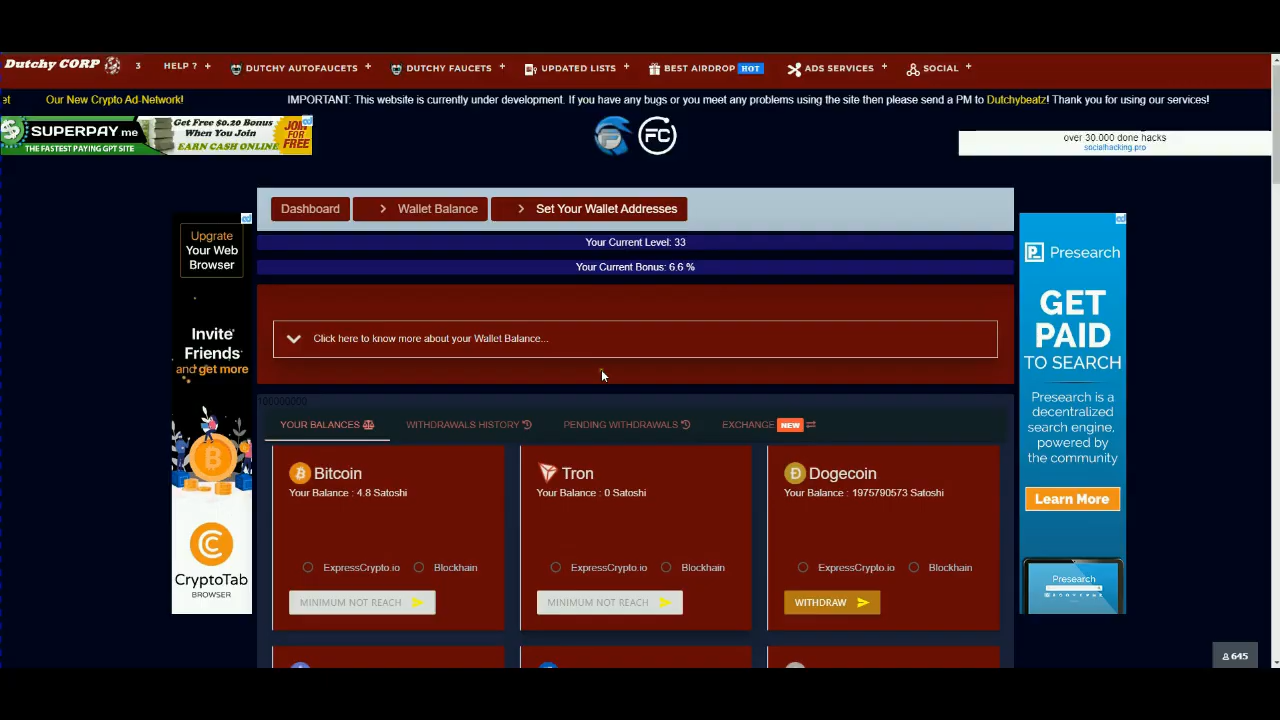 Dutchy CORP
3
HELP ? +
DUTCHY AUTOFAUCETS +
DUTCHY FAUCETS +
UPDATED LISTS +
BEST AIRDROP HOT
ADS SERVICES +
SOCIAL +
et
Our New Crypto Ad-Network!
IMPORTANT: This website is currently under development. If you have any bugs or you meet any problems using the site then please send a PM to Dutchybeatz! Thank you for using our services!
SUPERPAY me
THE FASTEST PAYING GPT SITE
Get Free $0.20 Bonus
When You Join
EARN CASH ONLINE
JOIN
FOR
FREE
FC
over 30.000 done hacks
socialhacking.pro
Dashboard
Wallet Balance
Set Your Wallet Addresses
Your Current Level: 33
Your Current Bonus: 6.6 %
Upgrate
Your Web
Browser
Invite
Friends
and get more
CryptoTab
BROWSER
Click here to know more about your Wallet Balance...
100000000
YOUR BALANCES
WITHDRAWALS HISTORY
PENDING WITHDRAWALS
EXCHANGE NEW
Bitcoin
Your Balance : 4.8 Satoshi
ExpressCrypto.io
Blockhain
MINIMUM NOT REACH
Tron
Your Balance : 0 Satoshi
ExpressCrypto.io
Blockhain
MINIMUM NOT REACH
Dogecoin
Your Balance : 1975790573 Satoshi
ExpressCrypto.io
Blockhain
WITHDRAW
Presearch
GET
PAID
TO SEARCH
Presearch is a
decentralized
search engine,
powered by
the community
Learn More
Presearch
645